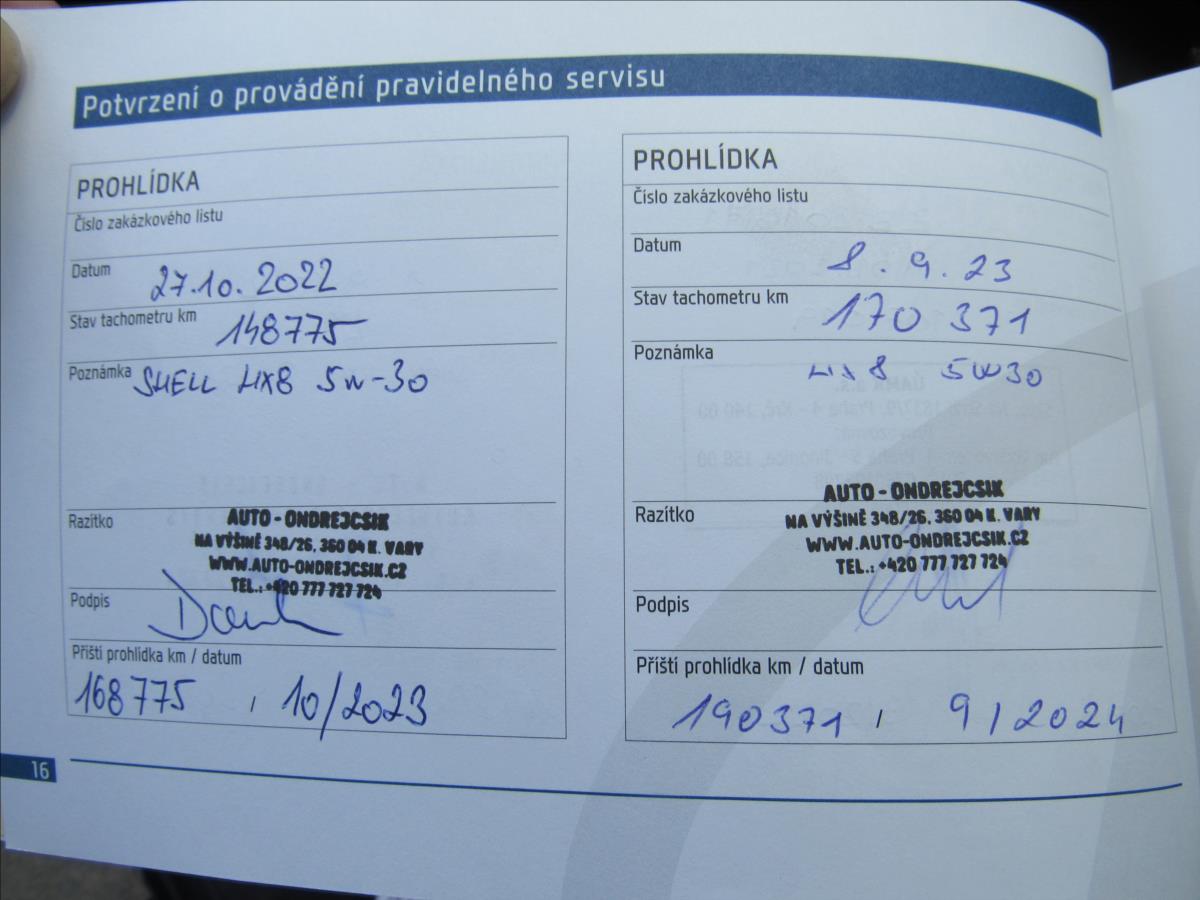 Potvrzení o provádění pravidelného servisu
PROHLÍDKA
Číslo zakázkového listu
Datum 27.10.2022
Stav tachometru km 148775
Poznámka SHELL HX8 5W-30
Razítko
AUTO - ONDREJCSIK
NA VÝŠINĚ 348/26, 360 04 K. VARY
WWW.AUTO-ONDREJCSIK.CZ
TEL.: +420 777 727 724
Podpis
Příští prohlídka km / datum
168775 / 10/2023
PROHLÍDKA
Číslo zakázkového listu
Datum 8.9.23
Stav tachometru km 170 371
Poznámka HX8 5W30
Razítko
AUTO - ONDREJCSIK
NA VÝŠINĚ 348/26, 360 04 K. VARY
WWW.AUTO-ONDREJCSIK.CZ
TEL.: +420 777 727 724
Podpis
Příští prohlídka km / datum
190371 / 9/2024
16